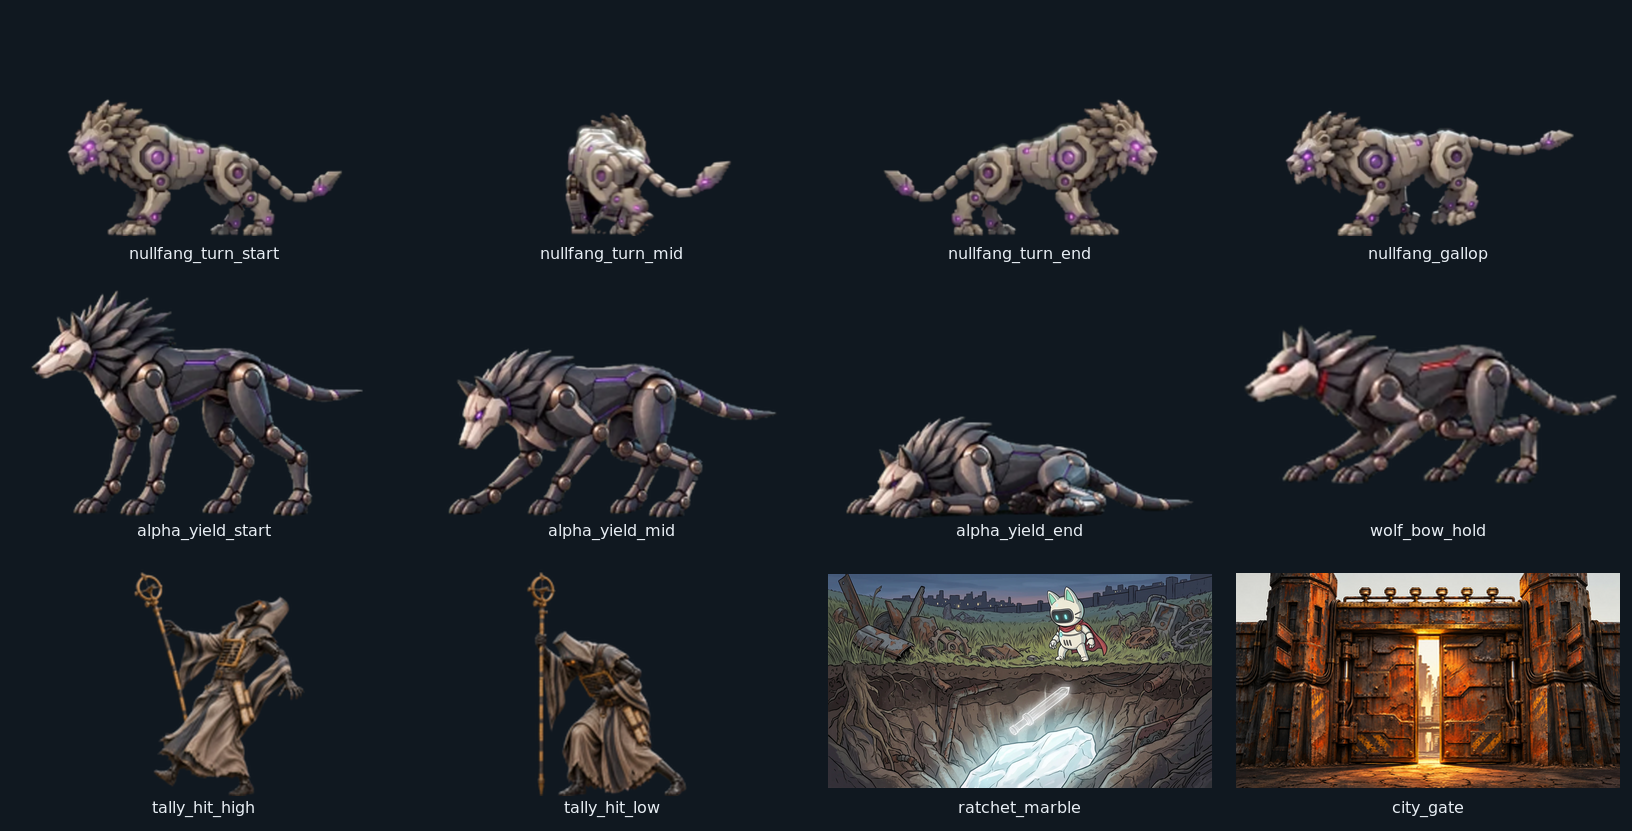 nullfang_turn_start
nullfang_turn_mid
nullfang_turn_end
nullfang_gallop
alpha_yield_start
alpha_yield_mid
alpha_yield_end
wolf_bow_hold
tally_hit_high
tally_hit_low
ratchet_marble
city_gate